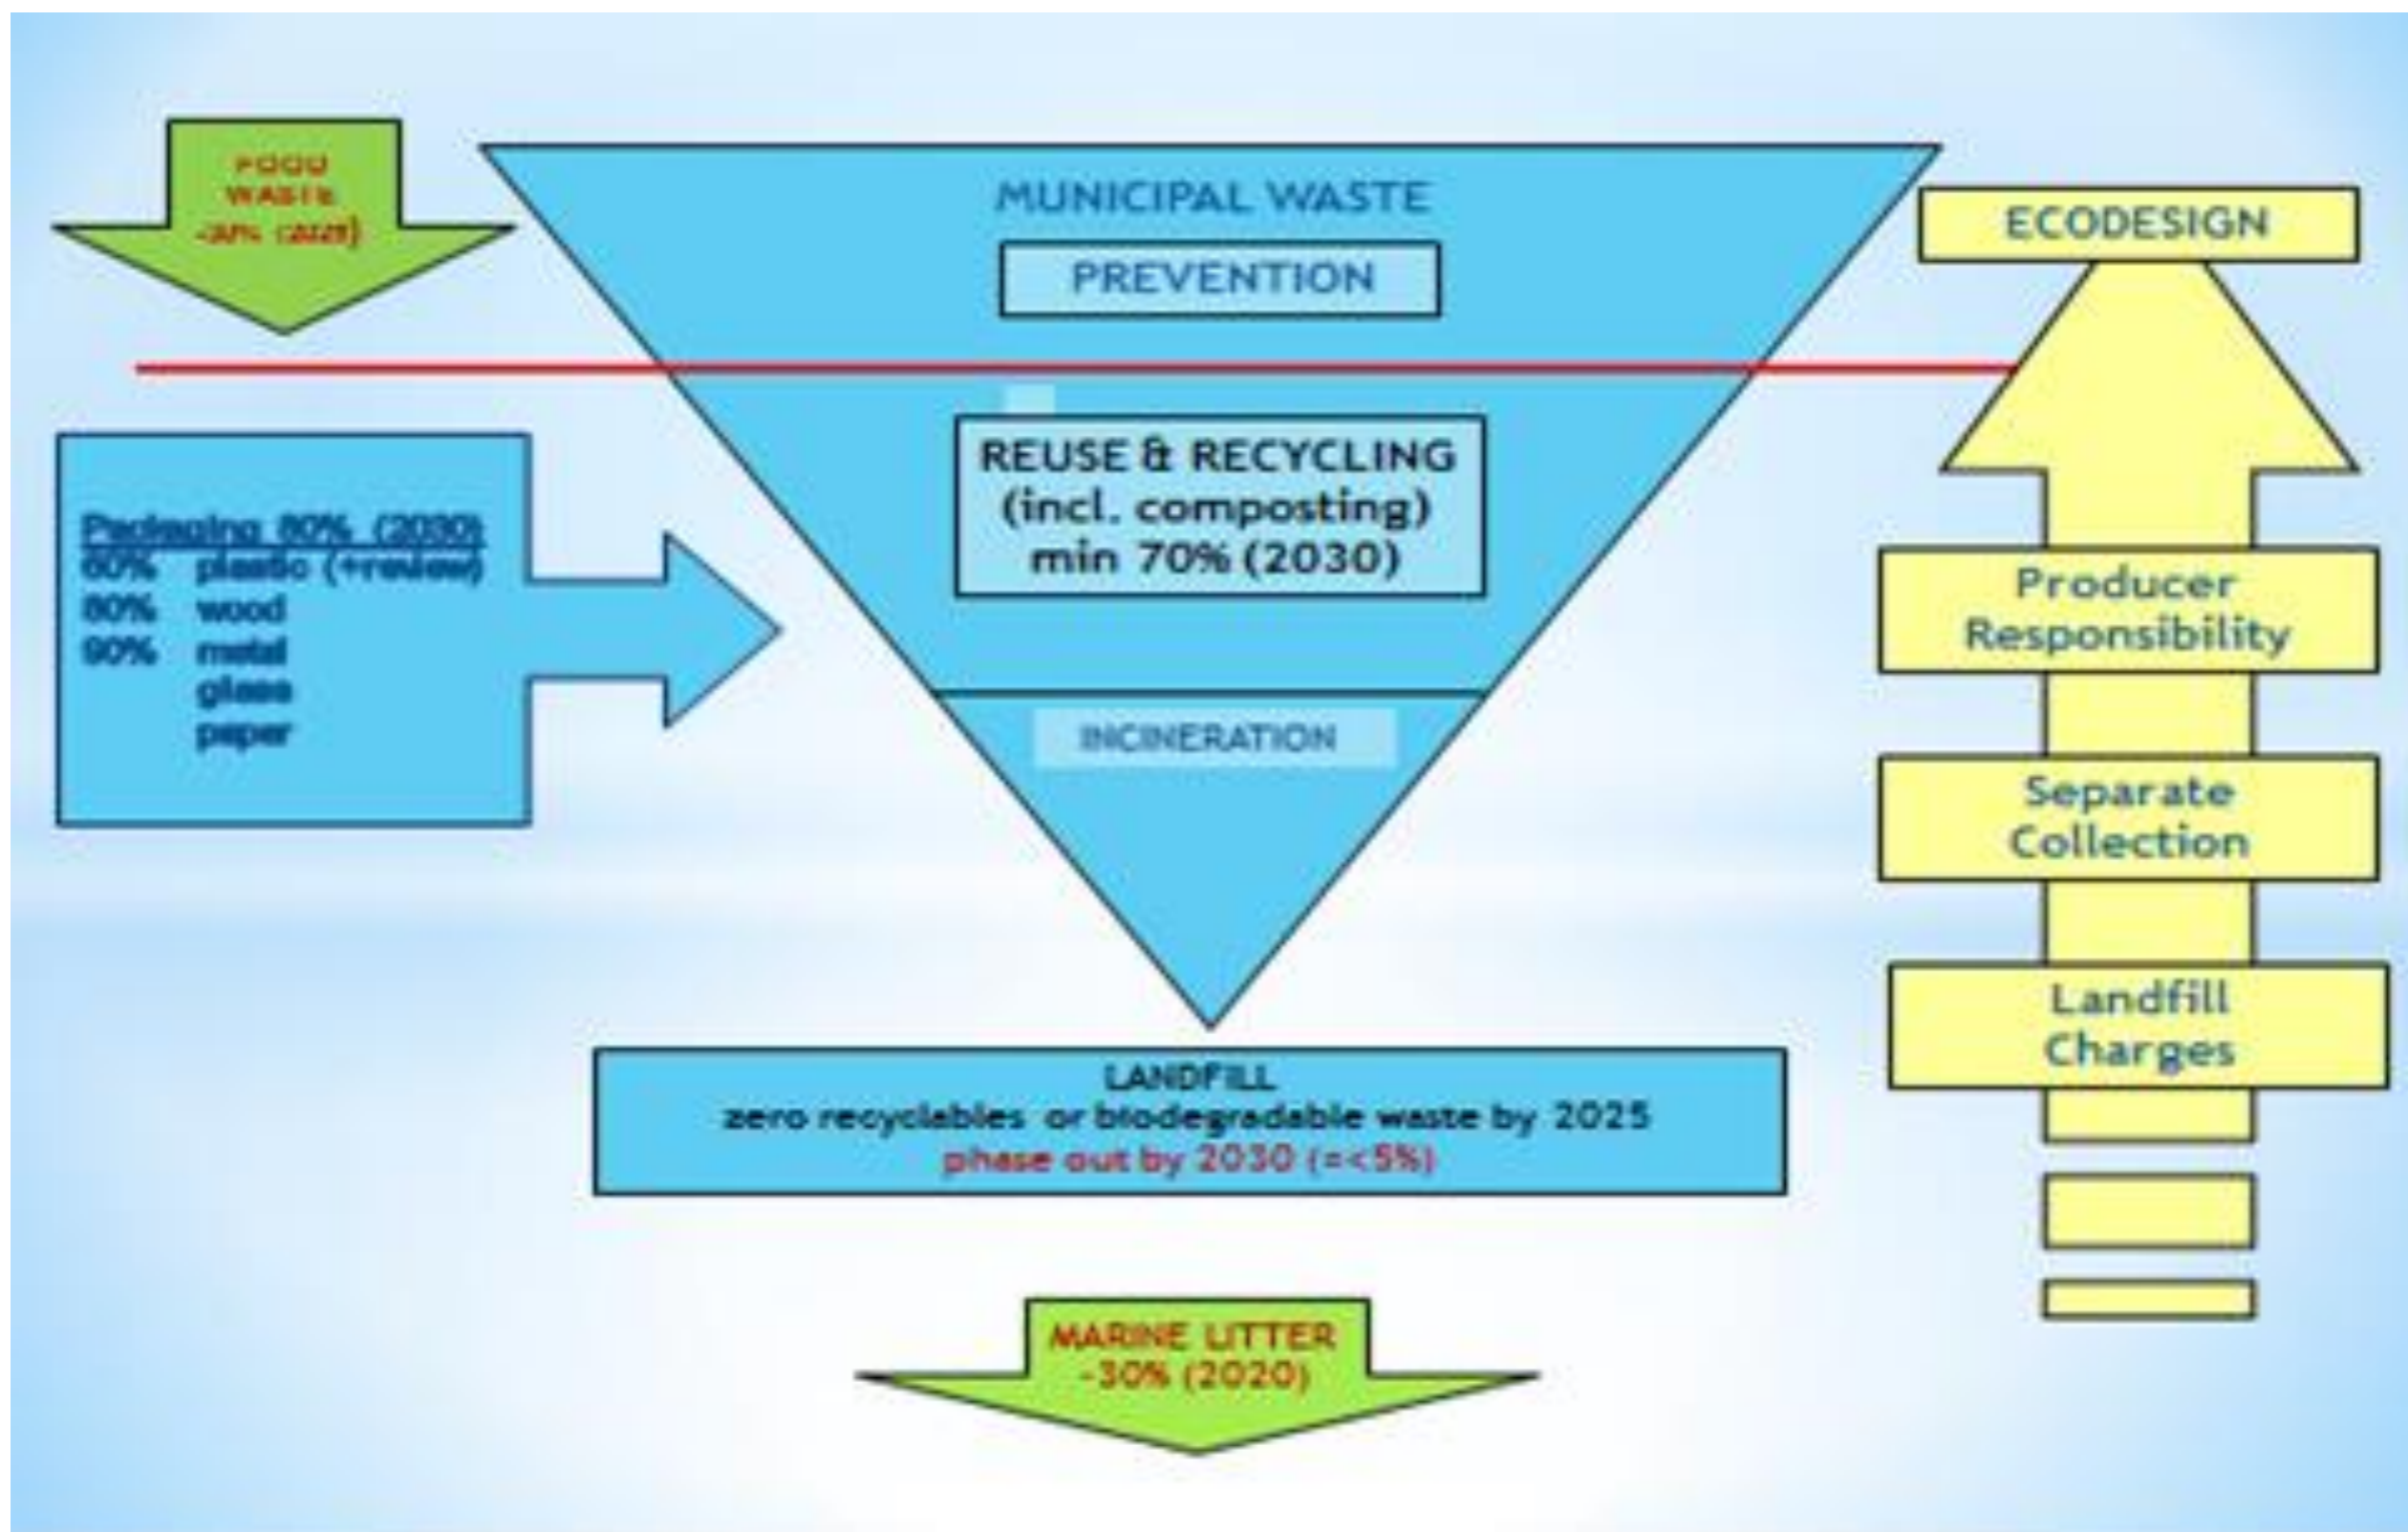 FOOD
WASTE
(2025)
MUNICIPAL WASTE
PREVENTION
ECODESIGN
Packaging 80% (2030)
60% plastic (+review)
80% wood
90% metal
glass
paper
REUSE & RECYCLING
(incl. composting)
min 70% (2030)
INCINERATION
Producer
Responsibility
Separate
Collection
Landfill
Charges
LANDFILL
zero recyclables or biodegradable waste by 2025
phase out by 2030 (=<5%)
MARINE LITTER
-30% (2020)